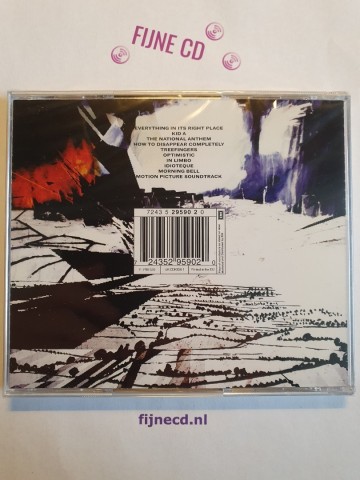 FIJNE CD
EVERYTHING IN ITS RIGHT PLACE
KID A
THE NATIONAL ANTHEM
HOW TO DISAPPEAR COMPLETELY
TREEFINGERS
OPTIMISTIC
IN LIMBO
IDIOTEQUE
MORNING BELL
MOTION PICTURE SOUNDTRACK
7243 5 29590 2 0
24352 95902 0
fijnecd.nl